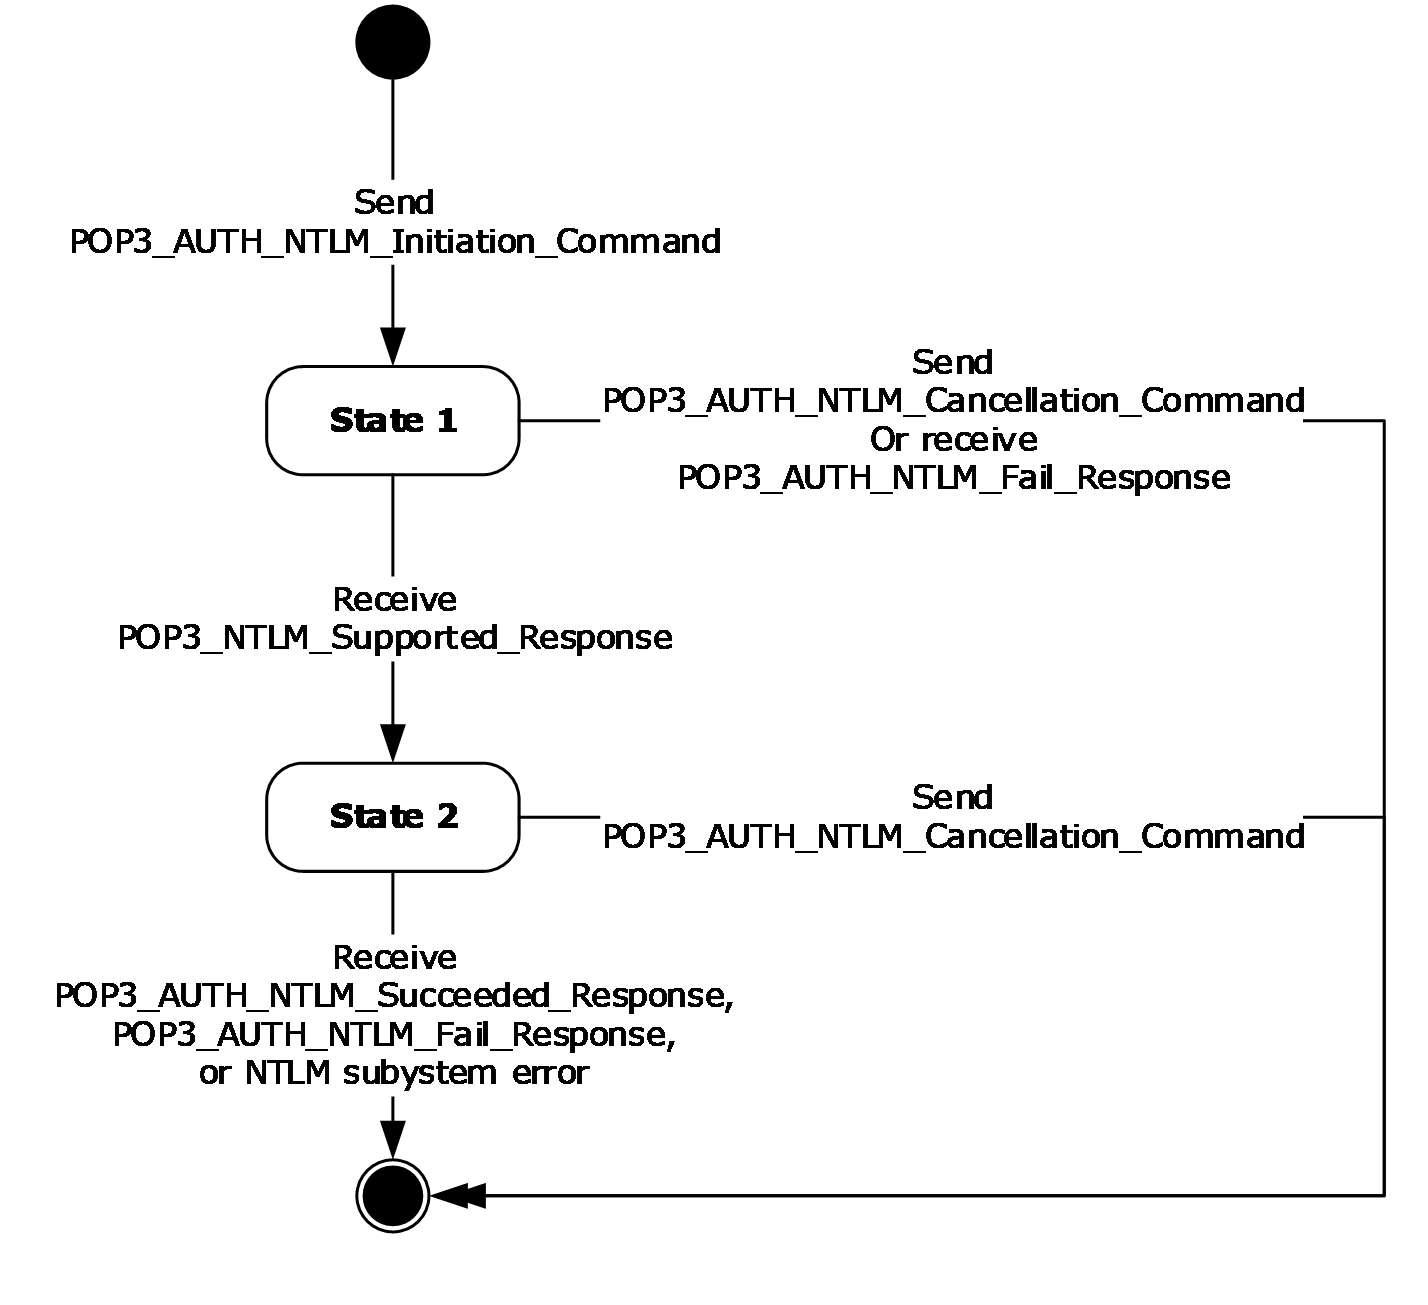 Send
POP3_AUTH_NTLM_Initiation_Command
State 1
Send
POP3_AUTH_NTLM_Cancellation_Command
Or receive
POP3_AUTH_NTLM_Fail_Response
Receive
POP3_NTLM_Supported_Response
State 2
Send
POP3_AUTH_NTLM_Cancellation_Command
Receive
POP3_AUTH_NTLM_Succeeded_Response,
POP3_AUTH_NTLM_Fail_Response,
or NTLM subystem error